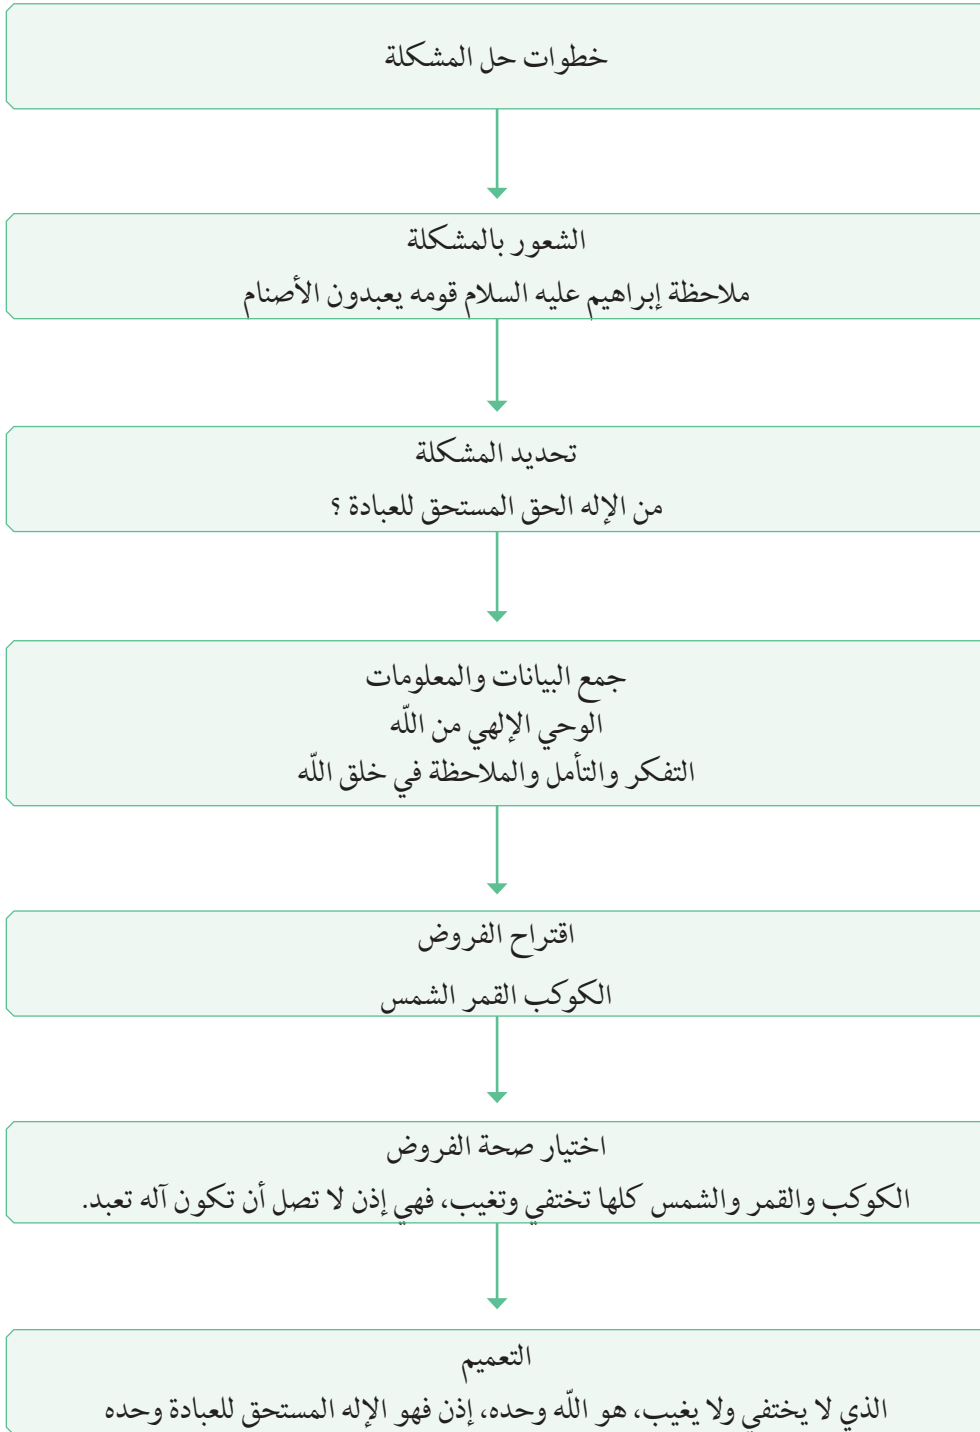 خطوات حل المشكلة
الشعور بالمشكلة
ملاحظة إبراهيم عليه السلام قومه يعبدون الأصنام
تحديد المشكلة
من الإله الحق المستحق للعبادة ؟
جمع البيانات والمعلومات
الوحي الإلهي من اللّه
التفكر والتأمل والملاحظة في خلق اللّه
اقتراح الفروض
الكوكب القمر الشمس
اختيار صحة الفروض
الكوكب والقمر والشمس كلها تختفي وتغيب، فهي إذن لا تصل أن تكون آله تعبد.
التعميم
الذي لا يختفي ولا يغيب، هو اللّه وحده، إذن فهو الإله المستحق للعبادة وحده